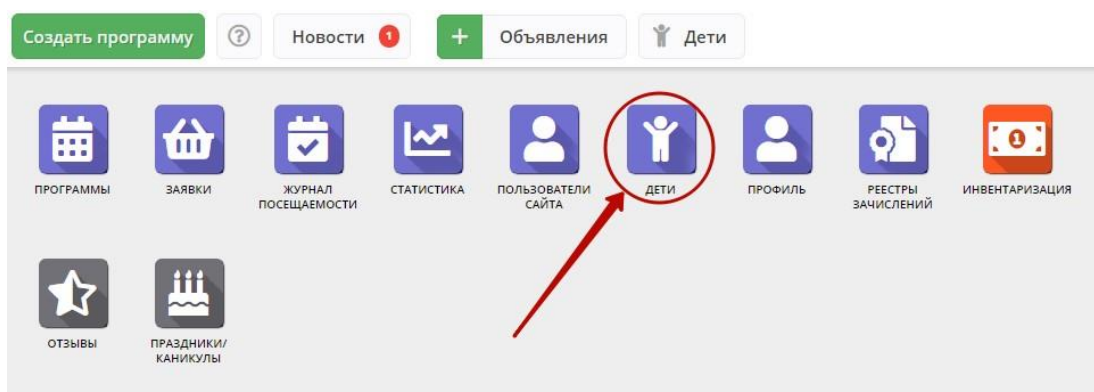 Создать программу
?
Новости 1
+ Объявления
Дети
ПРОГРАММЫ
ЗАЯВКИ
ЖУРНАЛ
ПОСЕЩАЕМОСТИ
СТАТИСТИКА
ПОЛЬЗОВАТЕЛИ
САЙТА
ДЕТИ
ПРОФИЛЬ
РЕЕСТРЫ
ЗАЧИСЛЕНИЙ
1
ИНВЕНТАРИЗАЦИЯ
ОТЗЫВЫ
ПРАЗДНИКИ/
КАНИКУЛЫ